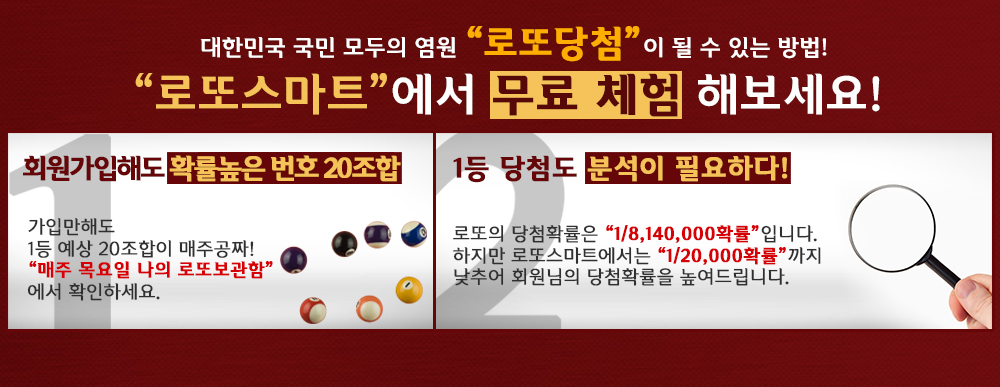 대한민국 국민 모두의 염원 “로또당첨”이 될 수 있는 방법!
“로또스마트”에서 무료 체험 해보세요!
1
회원가입해도 확률높은 번호 20조합
가입만해도
1등 예상 20조합이 매주공짜!
“매주 목요일 나의 로또보관함”
에서 확인하세요.
2
1등 당첨도 분석이 필요하다!
로또의 당첨확률은 “1/8,140,000확률”입니다.
하지만 로또스마트에서는 “1/20,000확률”까지
낮추어 회원님의 당첨확률을 높여드립니다.